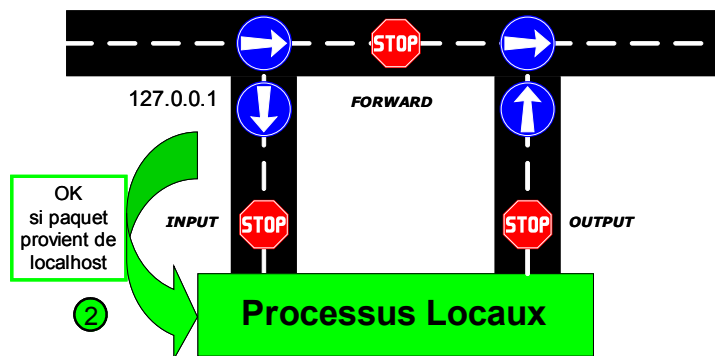 STOP
127.0.0.1
FORWARD
OK
si paquet
provient de
localhost
INPUT
STOP
STOP
OUTPUT
2
Processus Locaux